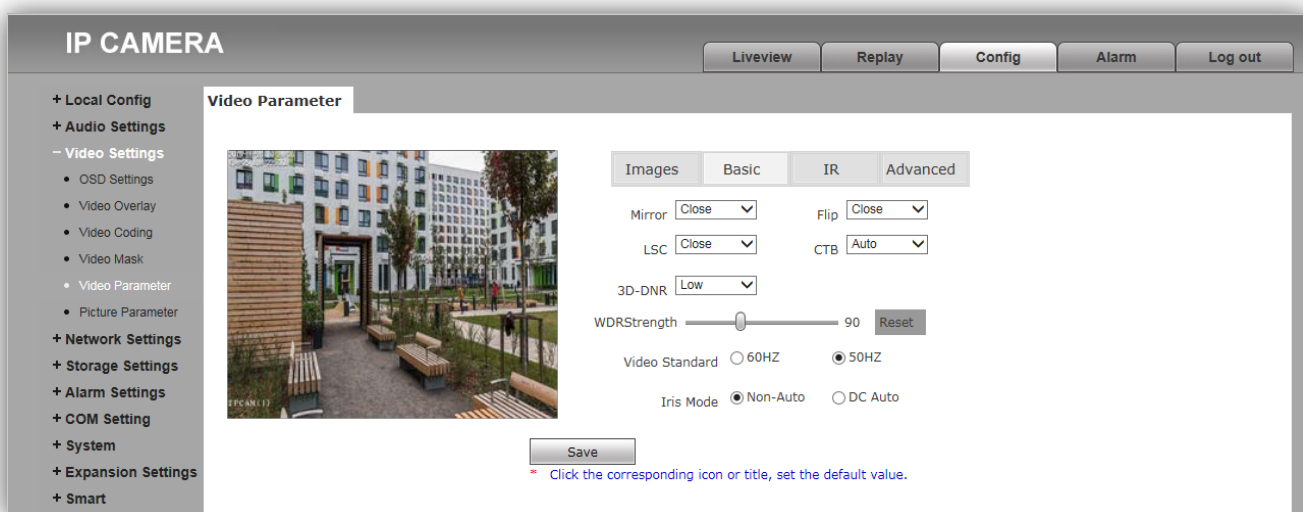 IP CAMERA
Liveview Replay Config Alarm Log out
+ Local Config
+ Audio Settings
− Video Settings
• OSD Settings
• Video Overlay
• Video Coding
• Video Mask
• Video Parameter
• Picture Parameter
+ Network Settings
+ Storage Settings
+ Alarm Settings
+ COM Setting
+ System
+ Expansion Settings
+ Smart
Video Parameter
IPCAM(1)
Images Basic IR Advanced
Mirror Close Flip Close
LSC Close CTB Auto
3D-DNR Low
WDRStrength 90 Reset
Video Standard 60HZ 50HZ
Iris Mode Non-Auto DC Auto
Save
* Click the corresponding icon or title, set the default value.